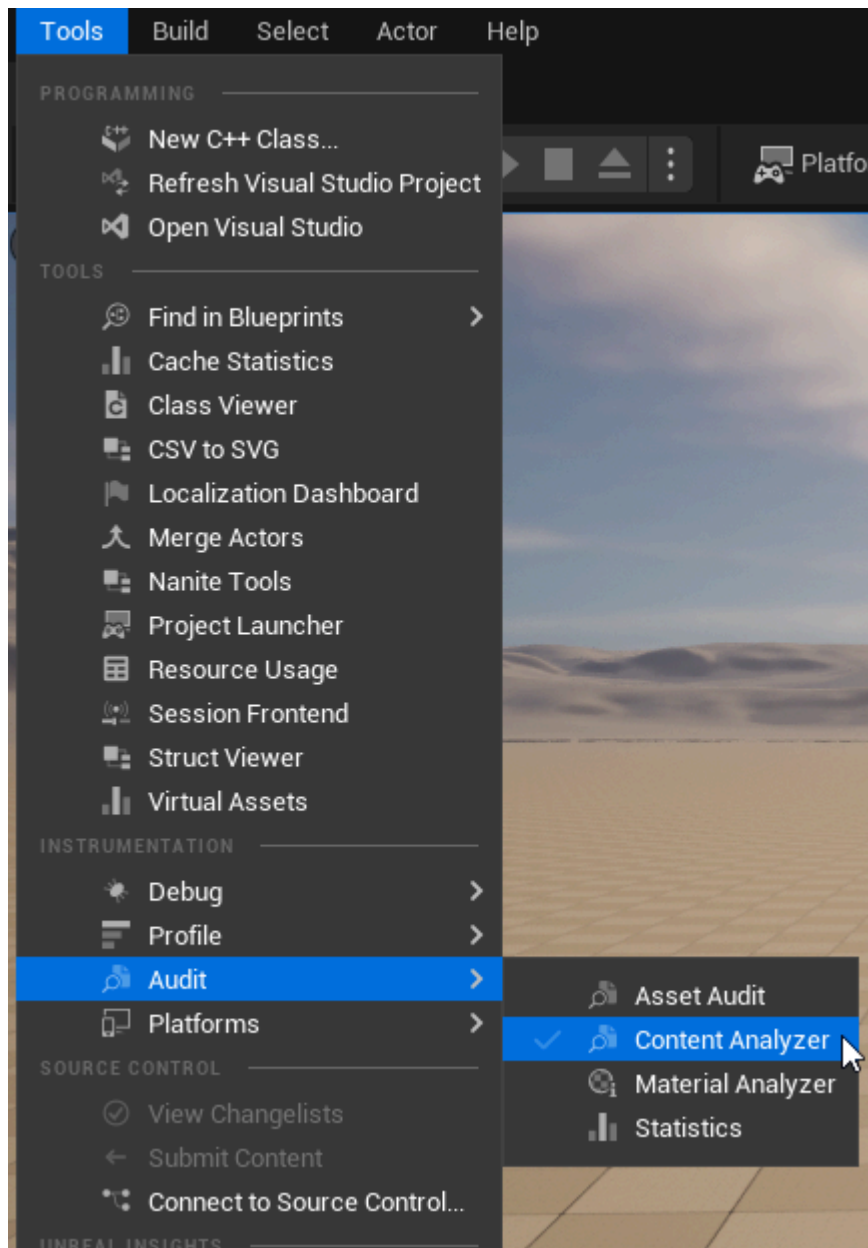 Tools Build Select Actor Help
PROGRAMMING
New C++ Class...
Refresh Visual Studio Project
Platfo
Open Visual Studio
TOOLS
Find in Blueprints
Cache Statistics
Class Viewer
CSV to SVG
Localization Dashboard
Merge Actors
Nanite Tools
Project Launcher
Resource Usage
Session Frontend
Struct Viewer
Virtual Assets
INSTRUMENTATION
Debug
Profile
Audit
Platforms
Asset Audit
Content Analyzer
Material Analyzer
Statistics
SOURCE CONTROL
View Changelists
Submit Content
Connect to Source Control...
UNREAL INSIGHTS